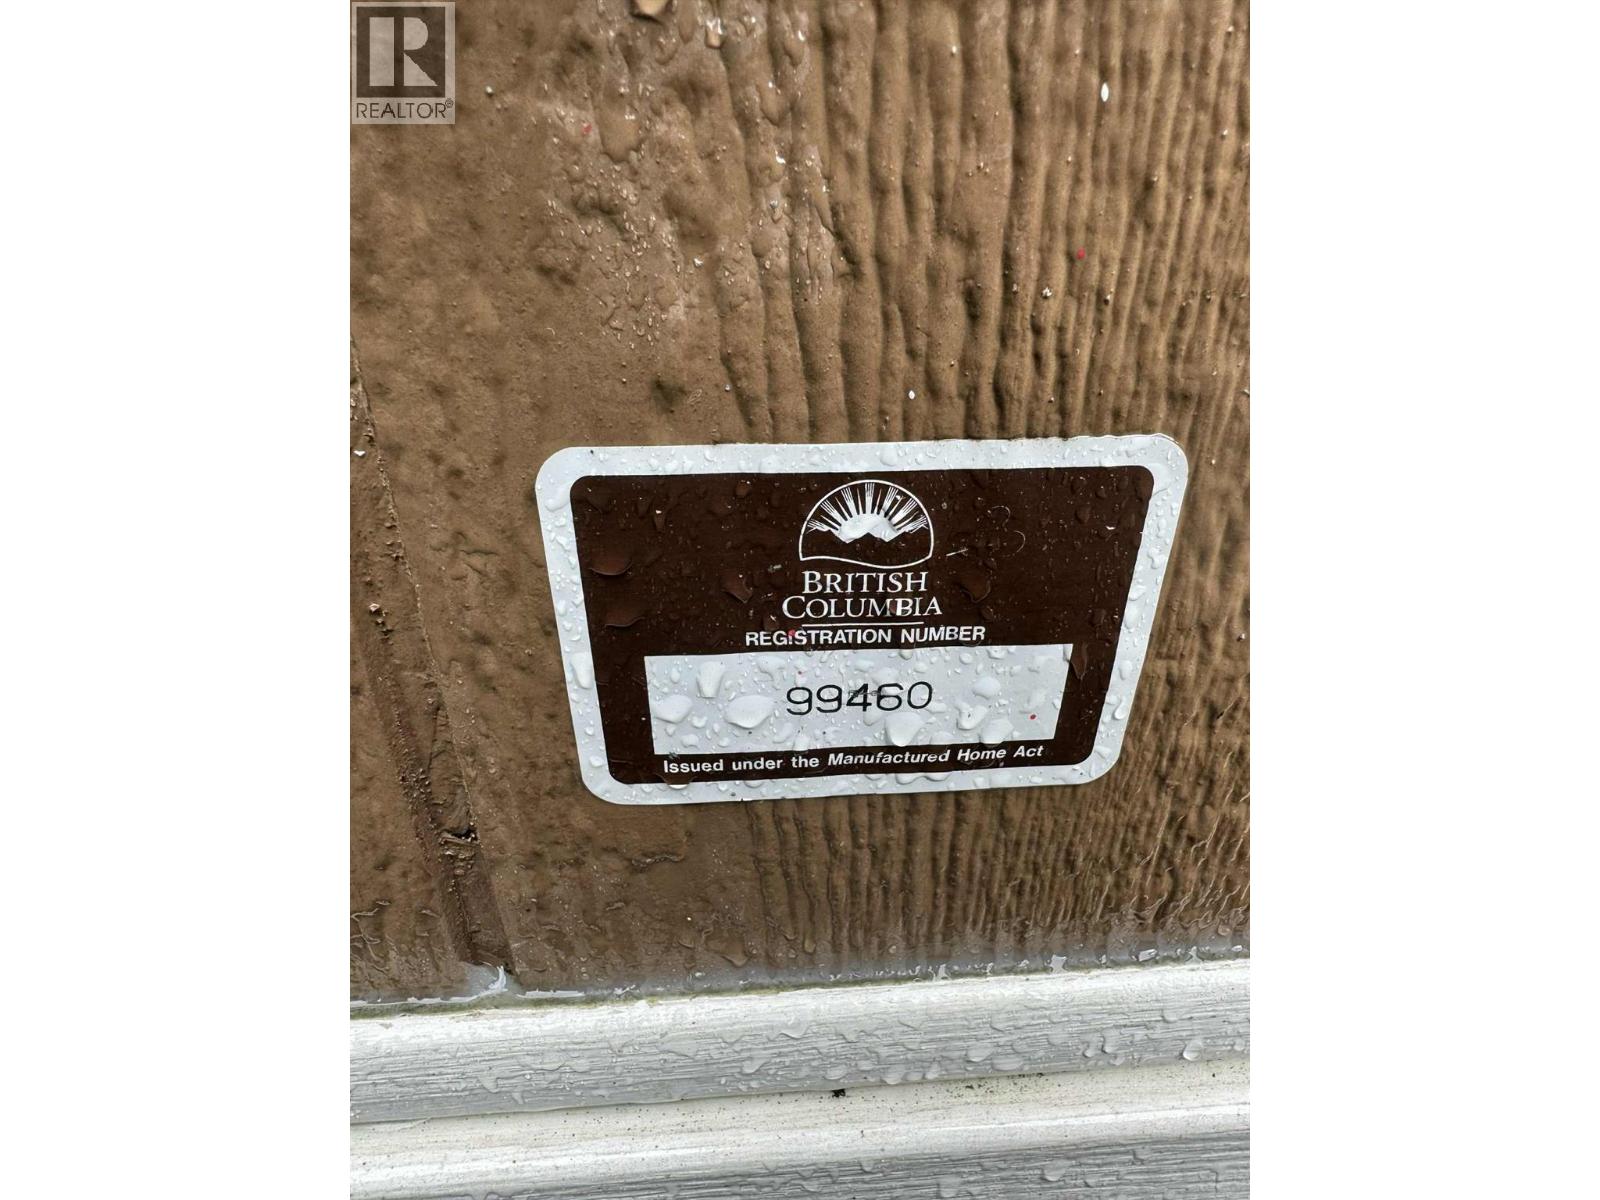 R
REALTOR®
BRITISH
COLUMBIA
REGISTRATION NUMBER
99460
Issued under the Manufactured Home Act